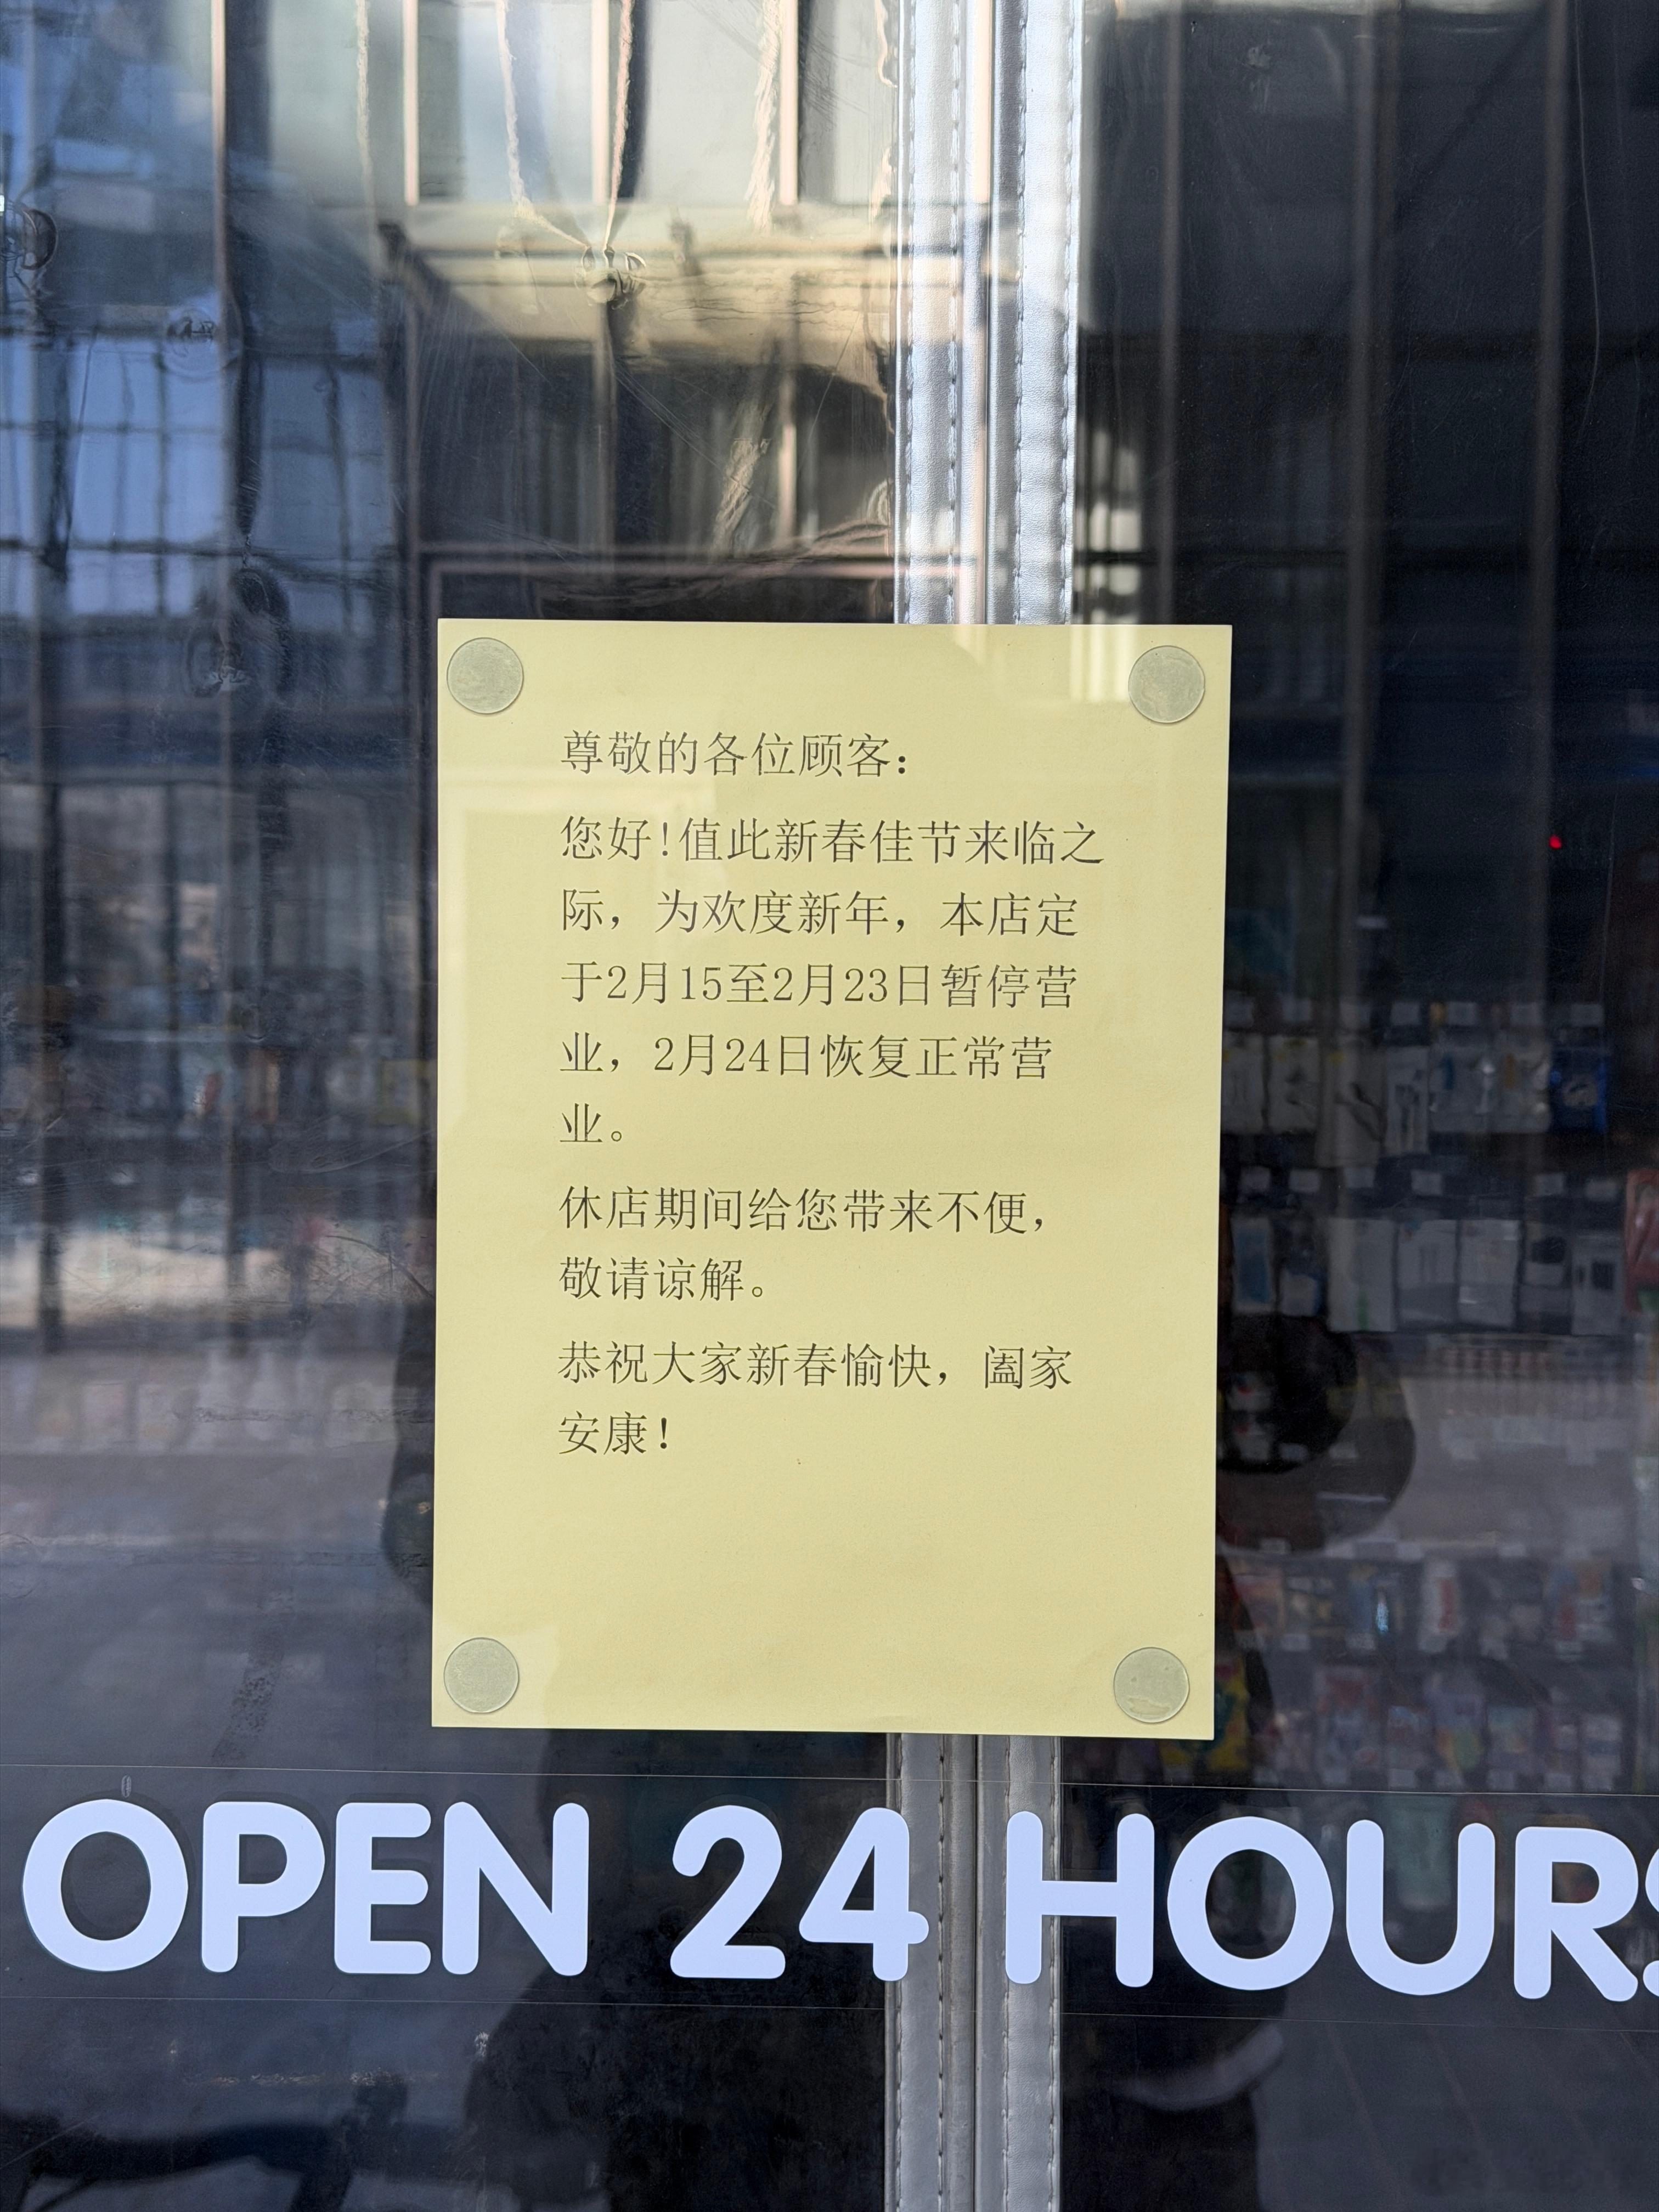 尊敬的各位顾客：
您好！值此新春佳节来临之
际，为欢度新年，本店定
于2月15至2月23日暂停营
业，2月24日恢复正常营
业。
休店期间给您带来不便，
敬请谅解。
恭祝大家新春愉快，阖家
安康！
OPEN 24 HOURS